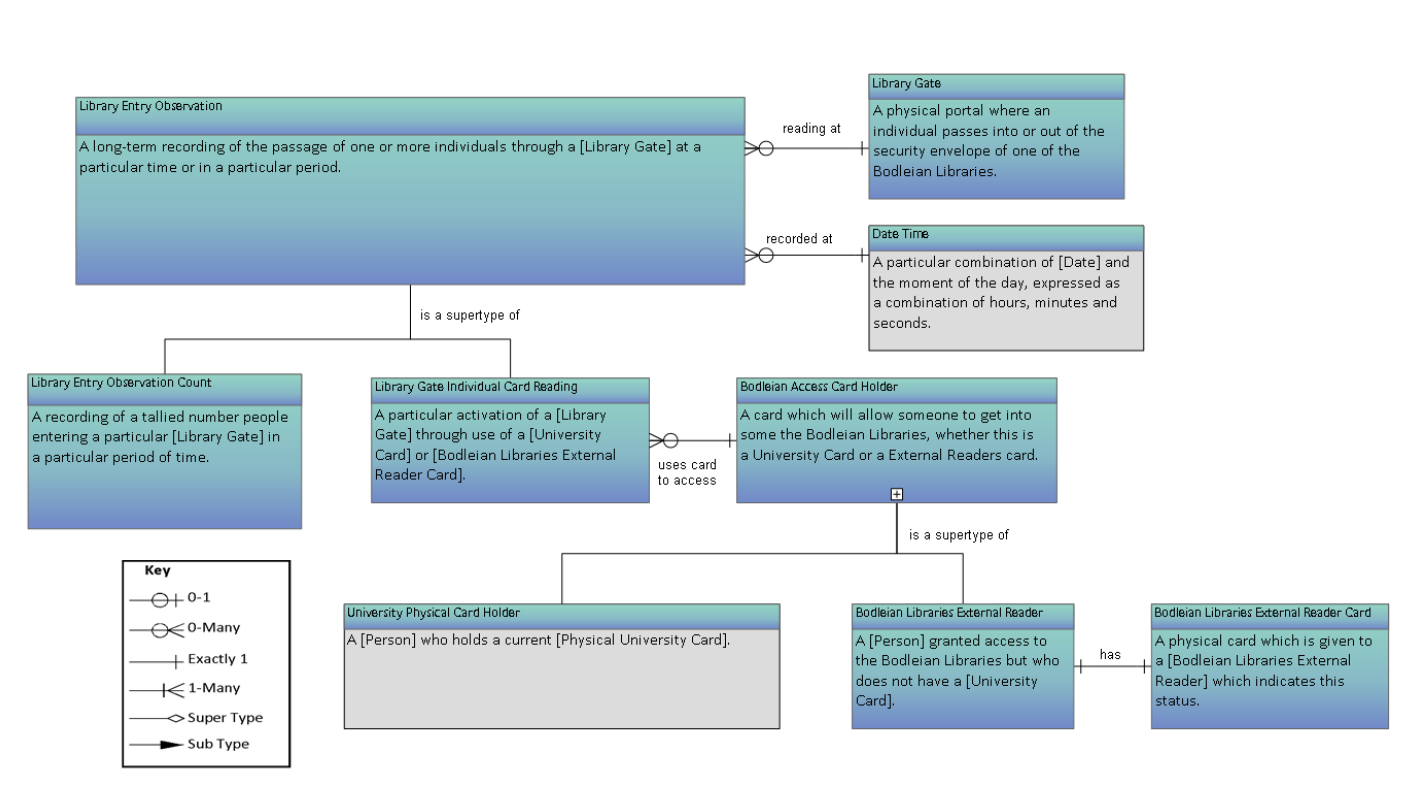 Library Entry Observation
A long-term recording of the passage of one or more individuals through a [Library Gate] at a
particular time or in a particular period.
reading at
Library Gate
A physical portal where an
individual passes into or out of the
security envelope of one of the
Bodleian Libraries.
recorded at
Date Time
A particular combination of [Date] and
the moment of the day, expressed as
a combination of hours, minutes and
seconds.
is a supertype of
Library Entry Observation Count
A recording of a tallied number people
entering a particular [Library Gate] in
a particular period of time.
Library Gate Individual Card Reading
A particular activation of a [Library
Gate] through use of a [University
Card] or [Bodleian Libraries External
Reader Card].
uses card
to access
Bodleian Access Card Holder
A card which will allow someone to get into
some the Bodleian Libraries, whether this is
a University Card or a External Readers card.
is a supertype of
University Physical Card Holder
A [Person] who holds a current [Physical University Card].
Bodleian Libraries External Reader
A [Person] granted access to
the Bodleian Libraries but who
does not have a [University
Card].
has
Bodleian Libraries External Reader Card
A physical card which is given to
a [Bodleian Libraries External
Reader] which indicates this
status.
Key
0-1
0-Many
Exactly 1
1-Many
Super Type
Sub Type